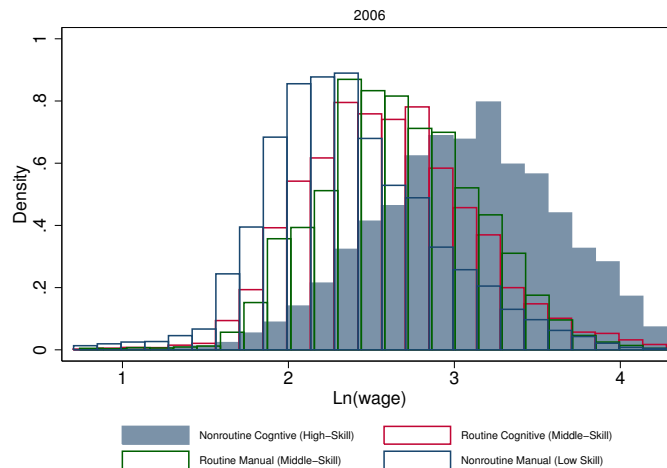 2006
1
.8
.6
.4
.2
0
Density
1 2 3 4
Ln(wage)
Nonroutine Cogntive (High-Skill) Routine Cognitive (Middle-Skill)
Routine Manual (Middle-Skill) Nonroutine Manual (Low Skill)